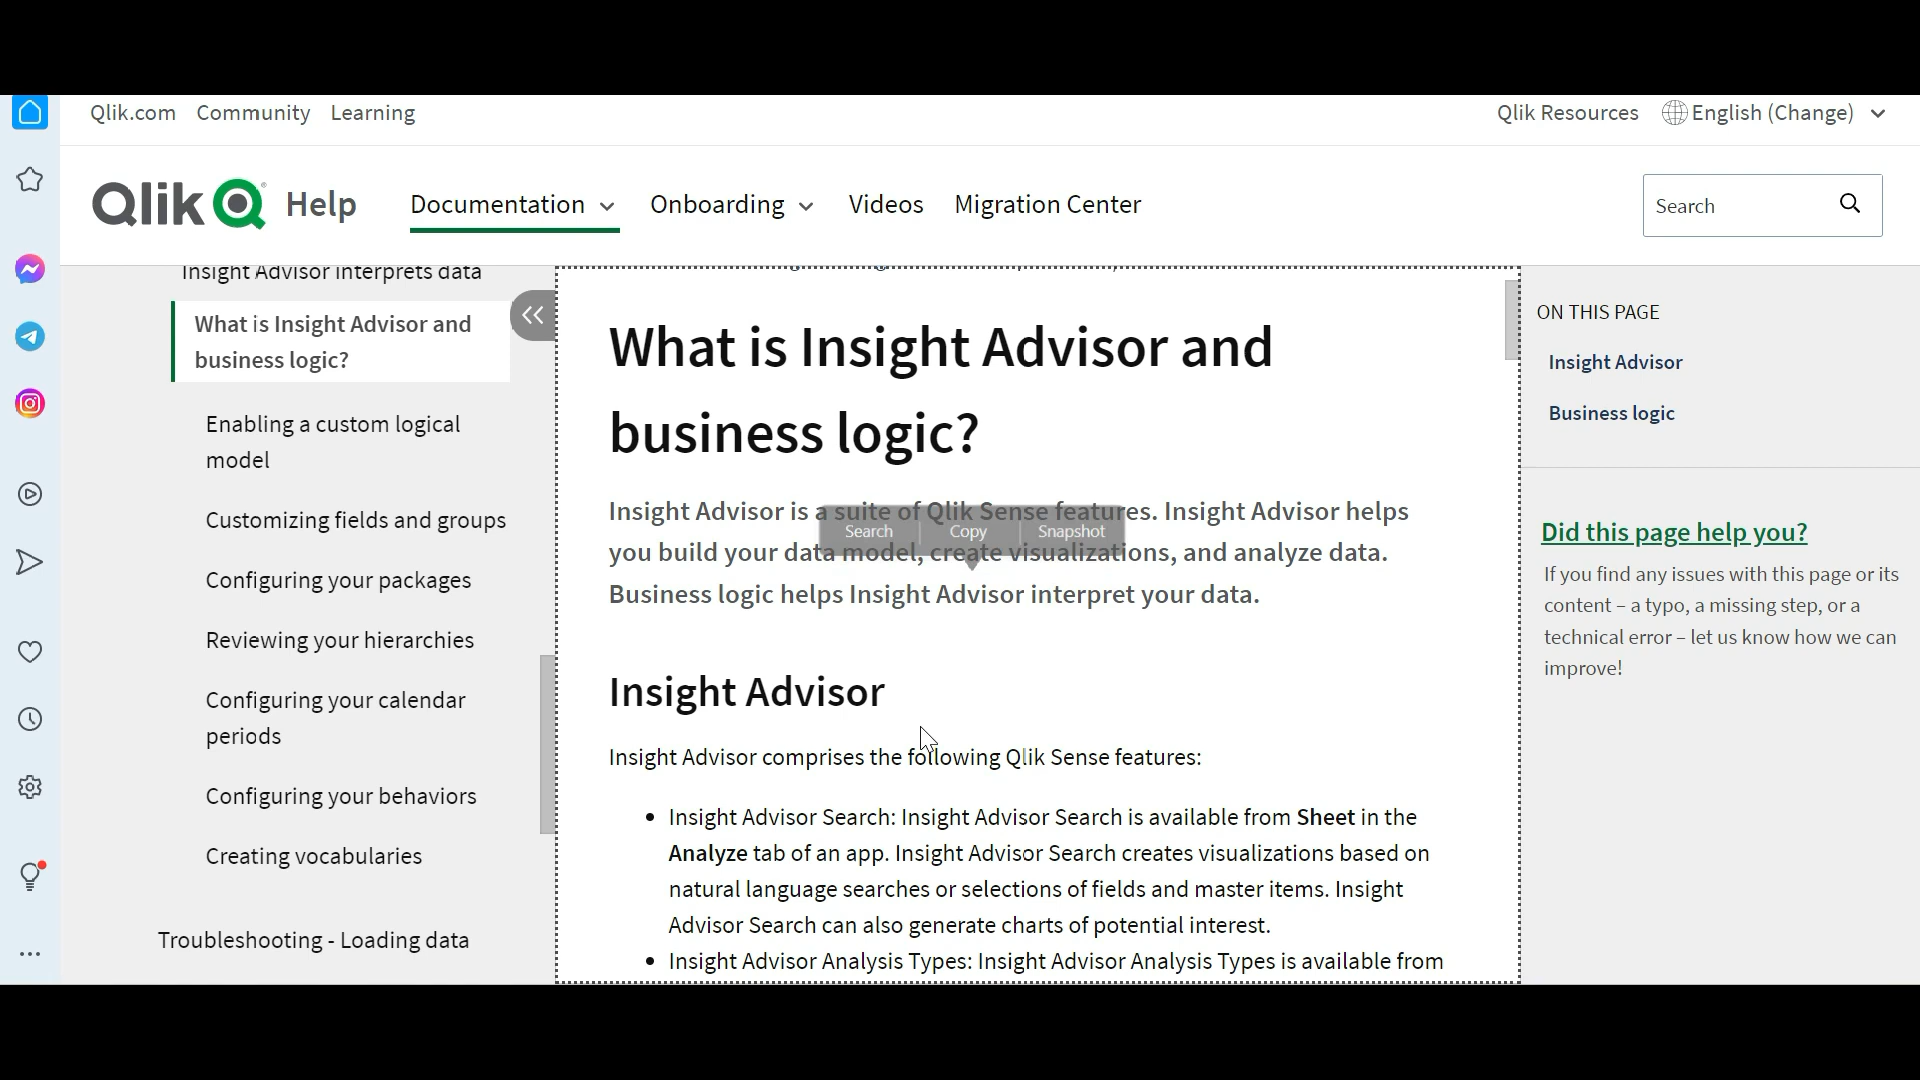 Qlik.com Community Learning
Qlik Resources English (Change)
Qlik Help Documentation Onboarding Videos Migration Center
Search
Insight Advisor interprets data
What is Insight Advisor and
business logic?
Enabling a custom logical
model
Customizing fields and groups
Configuring your packages
Reviewing your hierarchies
Configuring your calendar
periods
Configuring your behaviors
Creating vocabularies
Troubleshooting - Loading data
What is Insight Advisor and
business logic?
Insight Advisor is a suite of Qlik Sense features. Insight Advisor helps
Search Copy Snapshot
you build your data model, create visualizations, and analyze data.
Business logic helps Insight Advisor interpret your data.
Insight Advisor
Insight Advisor comprises the following Qlik Sense features:
• Insight Advisor Search: Insight Advisor Search is available from Sheet in the
Analyze tab of an app. Insight Advisor Search creates visualizations based on
natural language searches or selections of fields and master items. Insight
Advisor Search can also generate charts of potential interest.
• Insight Advisor Analysis Types: Insight Advisor Analysis Types is available from
ON THIS PAGE
Insight Advisor
Business logic
Did this page help you?
If you find any issues with this page or its
content – a typo, a missing step, or a
technical error – let us know how we can
improve!